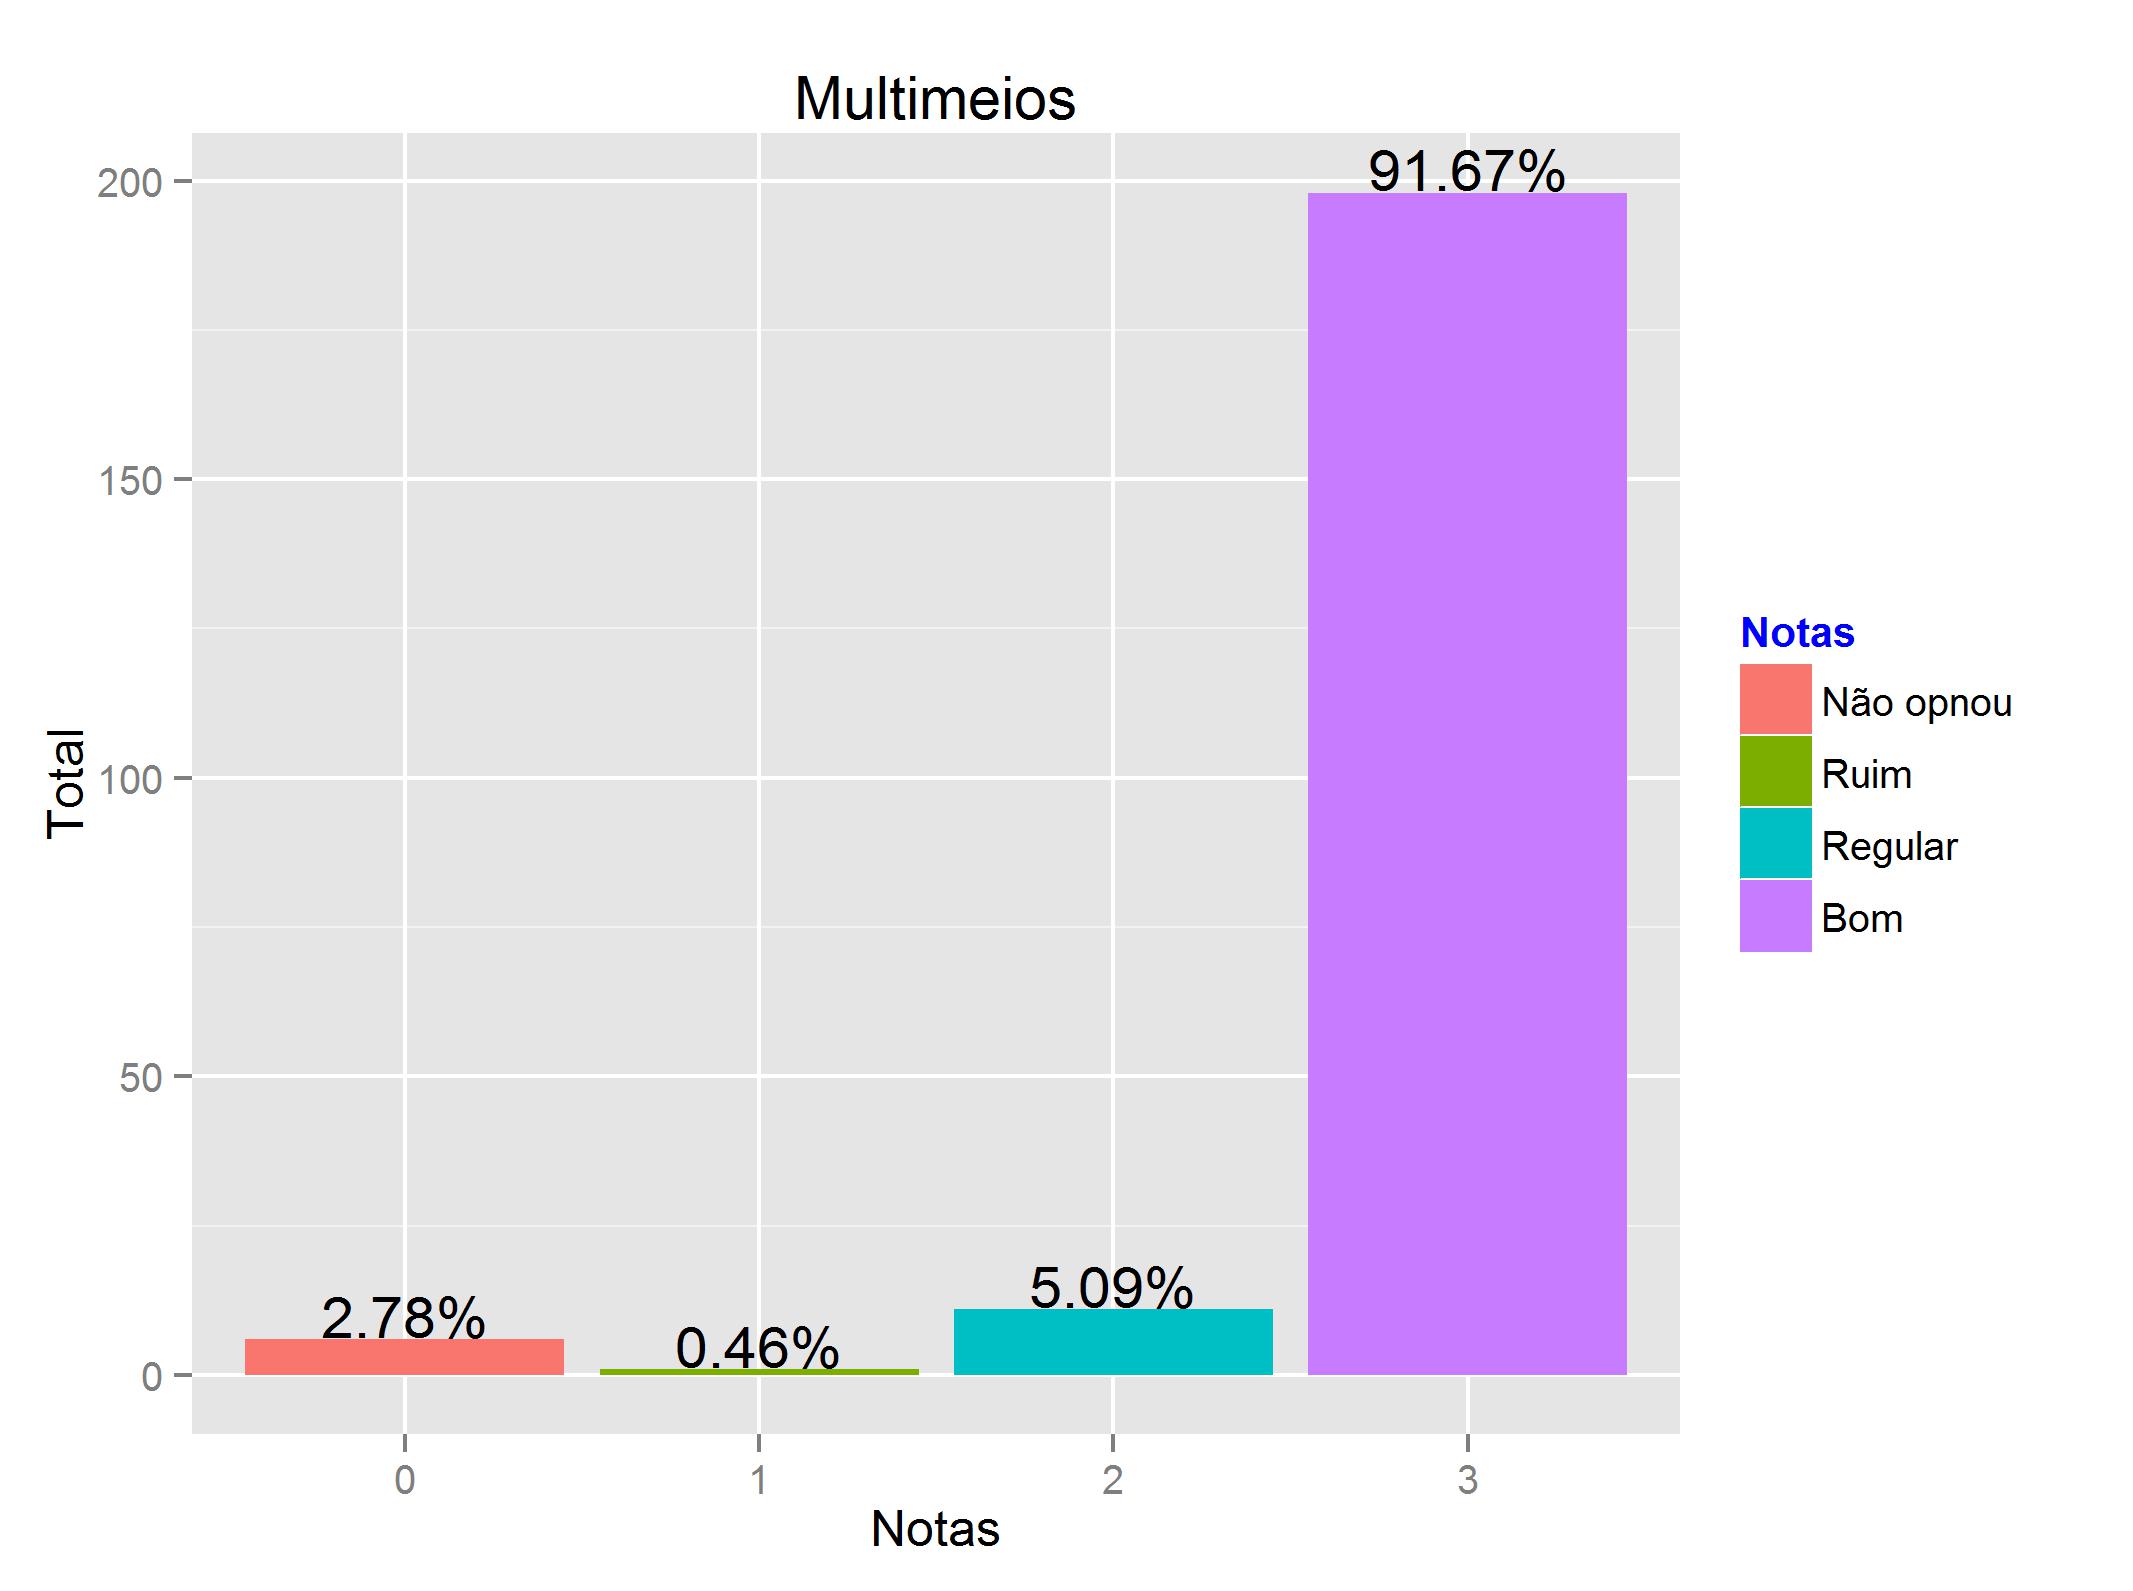 Multimeios
Total
200
150
100
50
0
91.67%
2.78%
0.46%
5.09%
0
1
2
3
Notas
Notas
Não opnou
Ruim
Regular
Bom